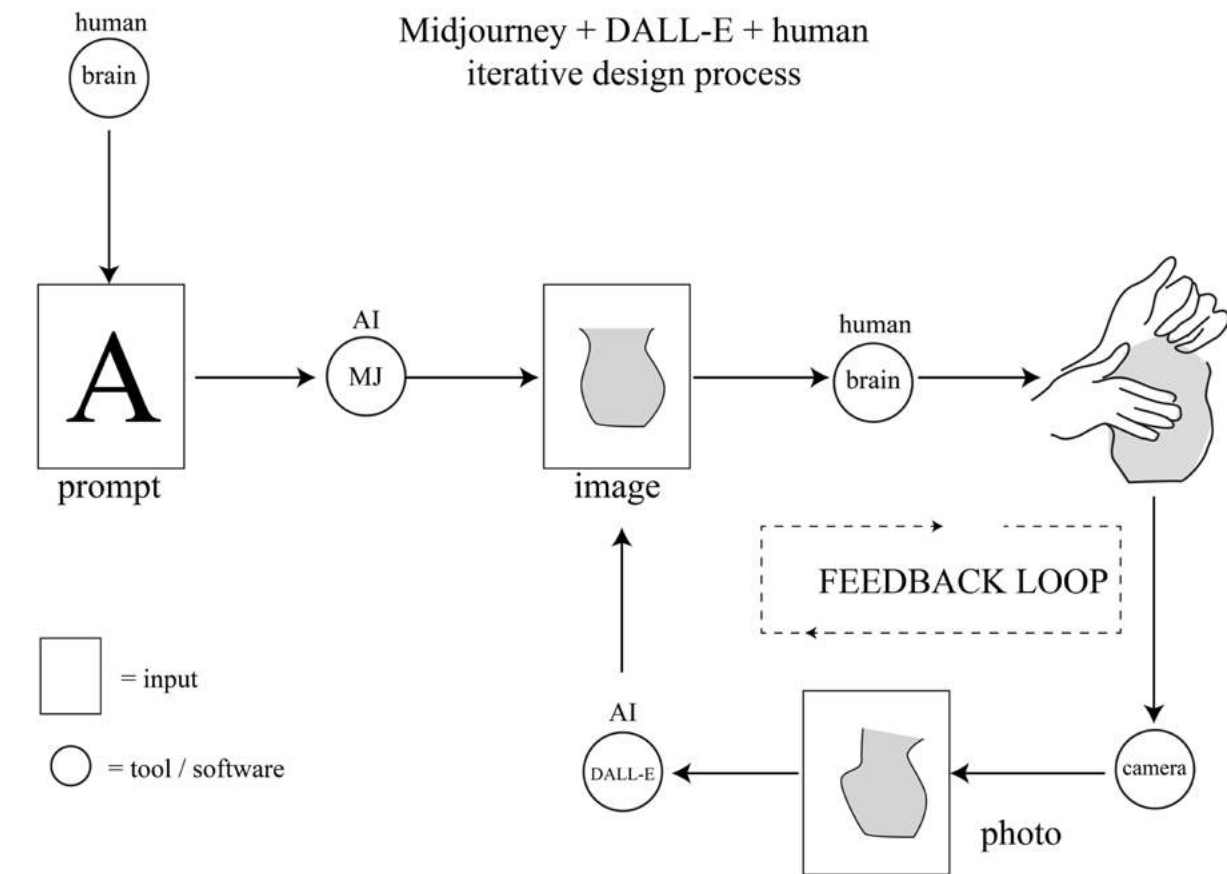 human
brain
Midjourney + DALL-E + human
iterative design process
A
prompt
AI
MJ
image
human
brain
FEEDBACK LOOP
= input
= tool / software
AI
DALL-E
photo
camera